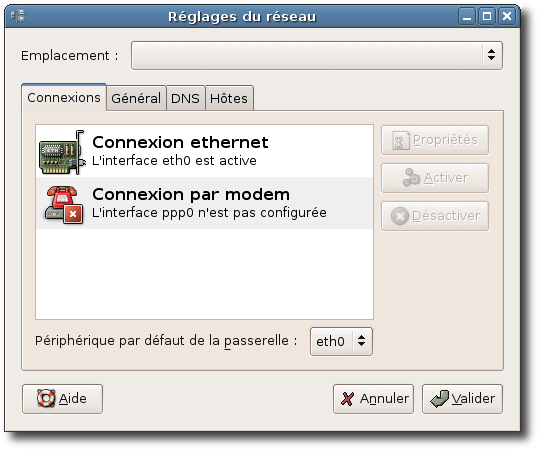 Réglages du réseau
Emplacement :
Connexions Général DNS Hôtes
Connexion ethernet
L'interface eth0 est active
Connexion par modem
L'interface ppp0 n'est pas configurée
Propriétés
Activer
Désactiver
Périphérique par défaut de la passerelle : eth0
Aide Annuler Valider